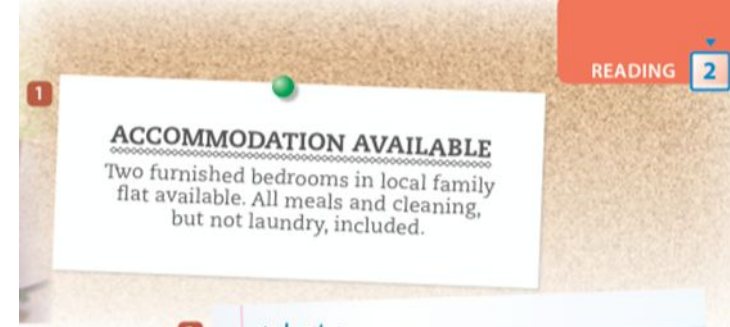 READING 2
1
ACCOMMODATION AVAILABLE
Two furnished bedrooms in local family
flat available. All meals and cleaning,
but not laundry, included.